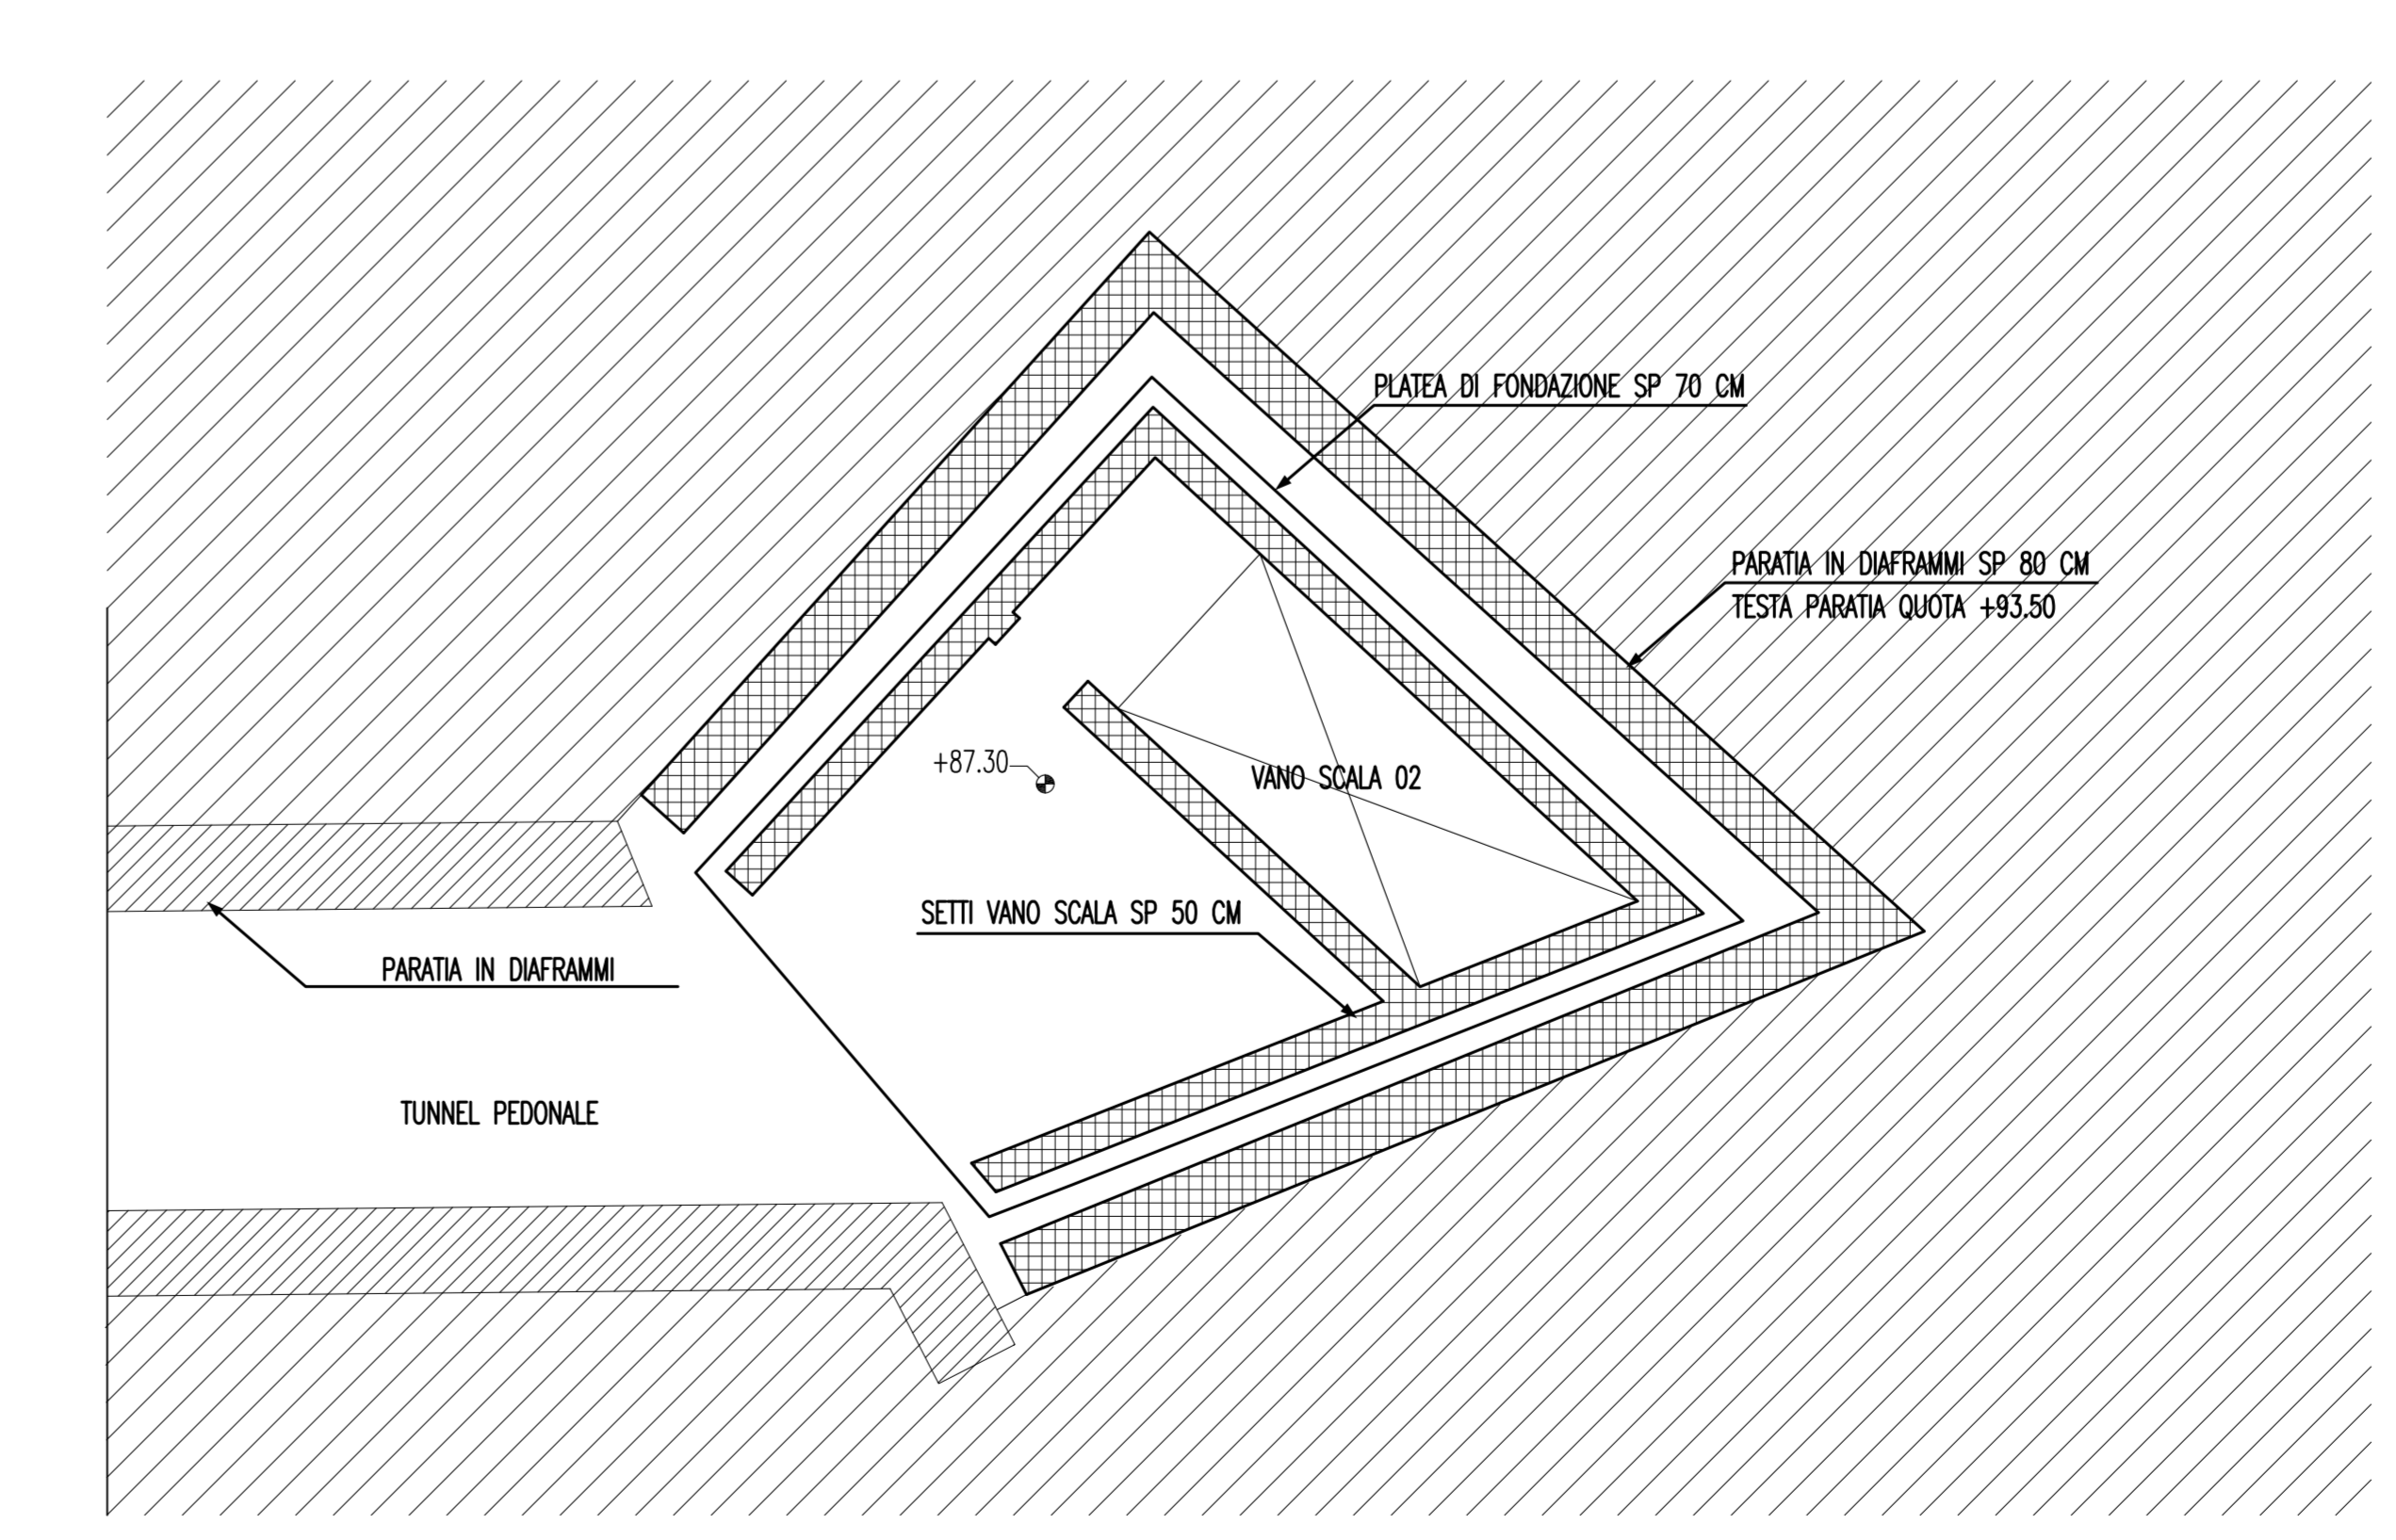 PLATEA DI FONDAZIONE SP 70 CM
PARATIA IN DIAFRAMMI SP 80 CM
TESTA PARATIA QUOTA +93.50
+87.30
VANO SCALA 02
SETTI VANO SCALA SP 50 CM
PARATIA IN DIAFRAMMI
TUNNEL PEDONALE